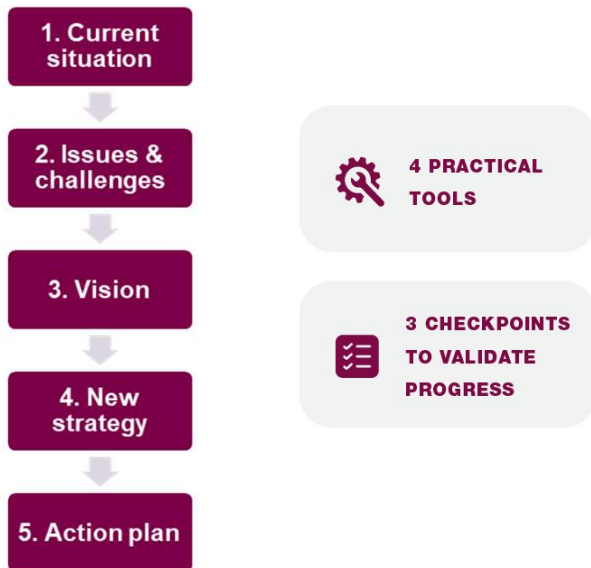 1. Current
situation
2. Issues &
challenges
3. Vision
4. New
strategy
5. Action plan
4 PRACTICAL
TOOLS
3 CHECKPOINTS
TO VALIDATE
PROGRESS